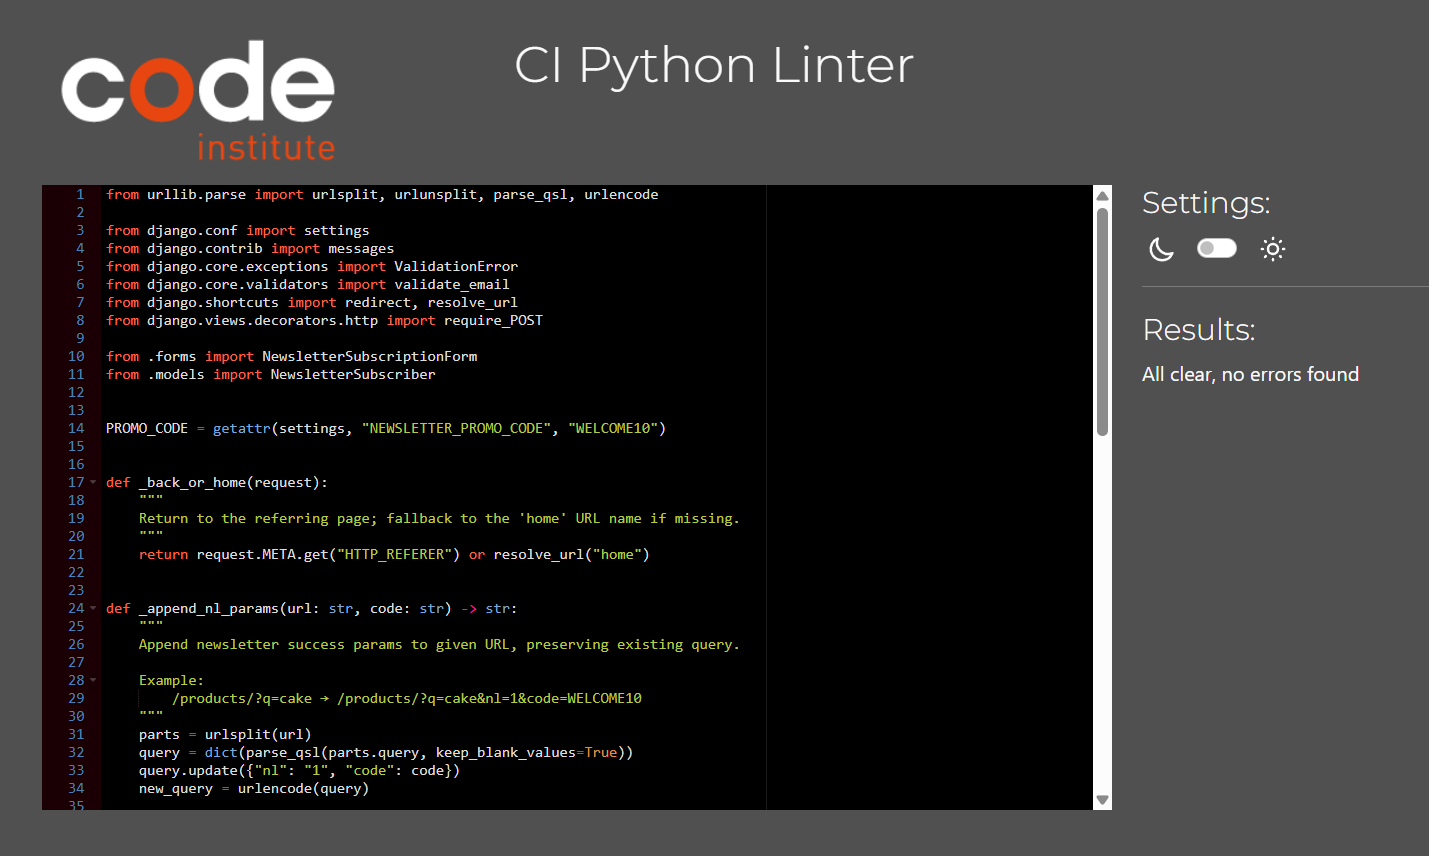 code
institute
CI Python Linter
1 from urllib.parse import urlsplit, urlunsplit, parse_qsl, urlencode
2
3 from django.conf import settings
4 from django.contrib import messages
5 from django.core.exceptions import ValidationError
6 from django.core.validators import validate_email
7 from django.shortcuts import redirect, resolve_url
8 from django.views.decorators.http import require_POST
9
10 from .forms import NewsletterSubscriptionForm
11 from .models import NewsletterSubscriber
12
13
14 PROMO_CODE = getattr(settings, "NEWSLETTER_PROMO_CODE", "WELCOME10")
15
16
17 def _back_or_home(request):
18     """
19     Return to the referring page; fallback to the 'home' URL name if missing.
20     """
21     return request.META.get("HTTP_REFERER") or resolve_url("home")
22
23
24 def _append_nl_params(url: str, code: str) -> str:
25     """
26     Append newsletter success params to given URL, preserving existing query.
27
28     Example:
29         /products/?q=cake → /products/?q=cake&nl=1&code=WELCOME10
30     """
31     parts = urlsplit(url)
32     query = dict(parse_qsl(parts.query, keep_blank_values=True))
33     query.update({"nl": "1", "code": code})
34     new_query = urlencode(query)
35
Settings:
Results:
All clear, no errors found